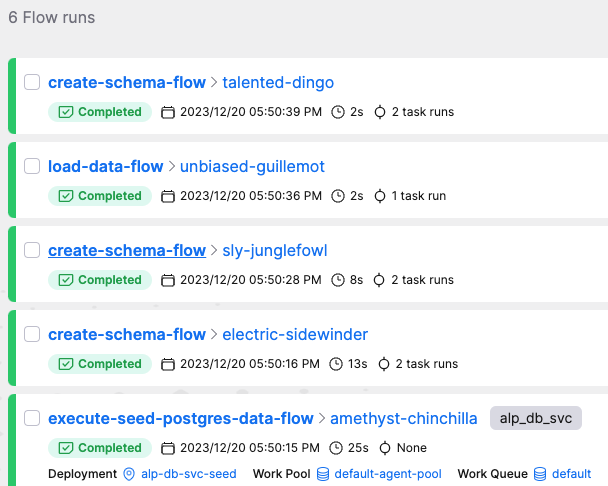 6 Flow runs
create-schema-flow > talented-dingo
Completed 2023/12/20 05:50:39 PM 2s 2 task runs
load-data-flow > unbiased-guillemot
Completed 2023/12/20 05:50:36 PM 2s 1 task run
create-schema-flow > sly-junglefowl
Completed 2023/12/20 05:50:28 PM 8s 2 task runs
create-schema-flow > electric-sidewinder
Completed 2023/12/20 05:50:16 PM 13s 2 task runs
execute-seed-postgres-data-flow > amethyst-chinchilla alp_db_svc
Completed 2023/12/20 05:50:15 PM 25s None
Deployment alp-db-svc-seed Work Pool default-agent-pool Work Queue default